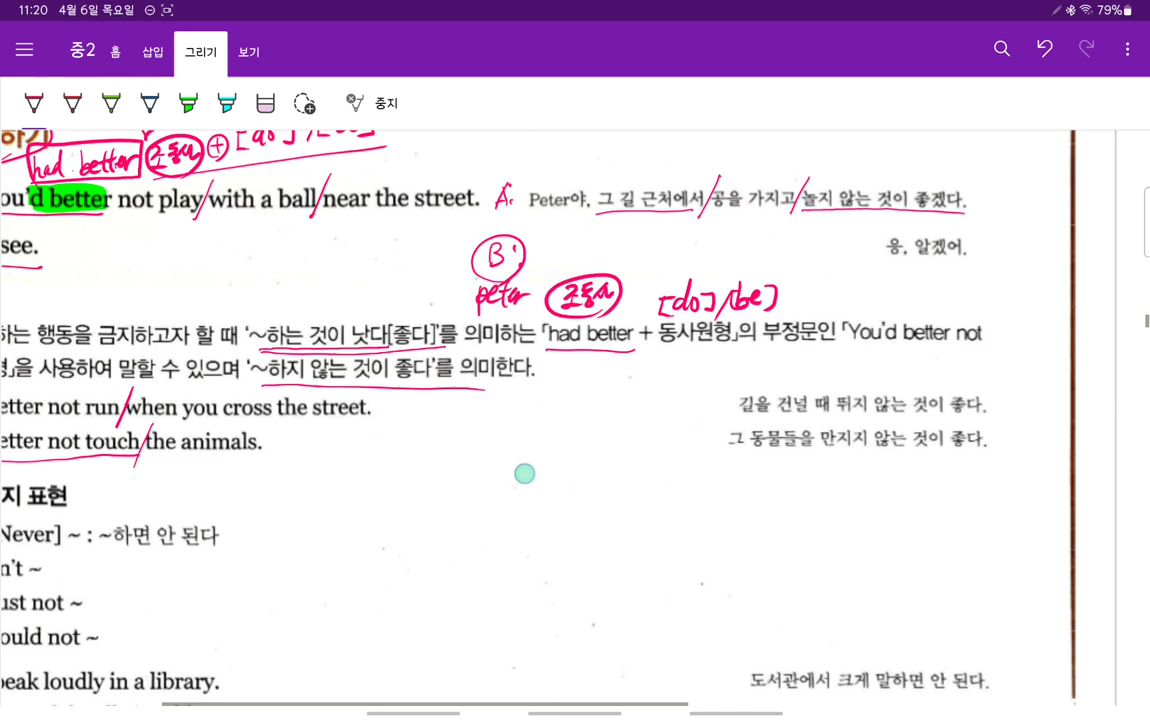 11:20 4월 6일 목요일 79%
중2 홈 삽입 그리기 보기
중지
하기
had better 조동사 + [do]
ou'd better not play/with a ball/near the street. A. Peter야, 그 길 근처에서/공을 가지고/놀지 않는 것이 좋겠다.
see. 응, 알겠어.
B.
peter 조동사 [do]/be]
하는 행동을 금지하고자 할 때 '~하는 것이 낫다[좋다]'를 의미하는 「had better + 동사원형」의 부정문인 「You'd better not
형」을 사용하여 말할 수 있으며 '~하지 않는 것이 좋다'를 의미한다.
etter not run/when you cross the street. 길을 건널 때 뛰지 않는 것이 좋다.
etter not touch/the animals. 그 동물들을 만지지 않는 것이 좋다.
지 표현
Never] ~ : ~하면 안 된다
n't ~
ust not ~
ould not ~
peak loudly in a library. 도서관에서 크게 말하면 안 된다.